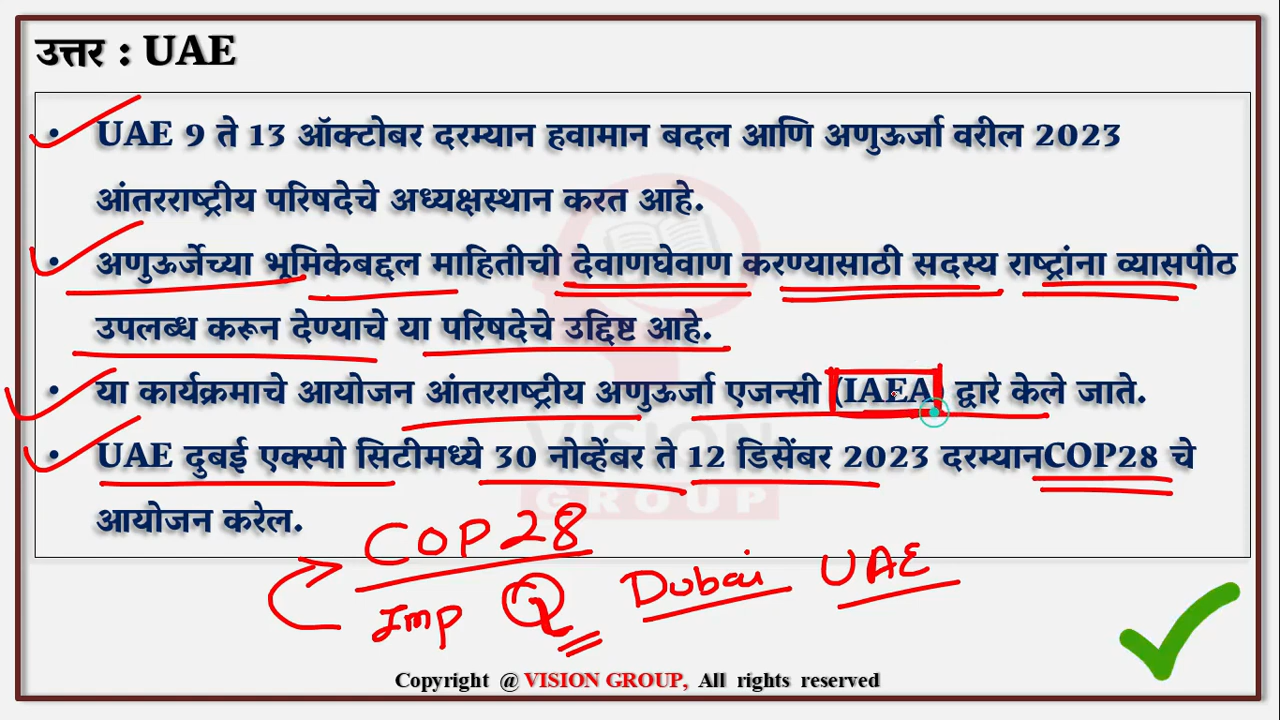 उत्तर : UAE
• UAE 9 ते 13 ऑक्टोबर दरम्यान हवामान बदल आणि अणुऊर्जा वरील 2023
आंतरराष्ट्रीय परिषदेचे अध्यक्षस्थान करत आहे.
• अणुऊर्जेच्या भूमिकेबद्दल माहितीची देवाणघेवाण करण्यासाठी सदस्य राष्ट्रांना व्यासपीठ
उपलब्ध करून देण्याचे या परिषदेचे उद्दिष्ट आहे.
• या कार्यक्रमाचे आयोजन आंतरराष्ट्रीय अणुऊर्जा एजन्सी (IAEA) द्वारे केले जाते.
• UAE दुबई एक्स्पो सिटीमध्ये 30 नोव्हेंबर ते 12 डिसेंबर 2023 दरम्यानCOP28 चे
आयोजन करेल.
VISION
GROUP
COP28
Imp Q Dubai UAE
Copyright @ VISION GROUP, All rights reserved